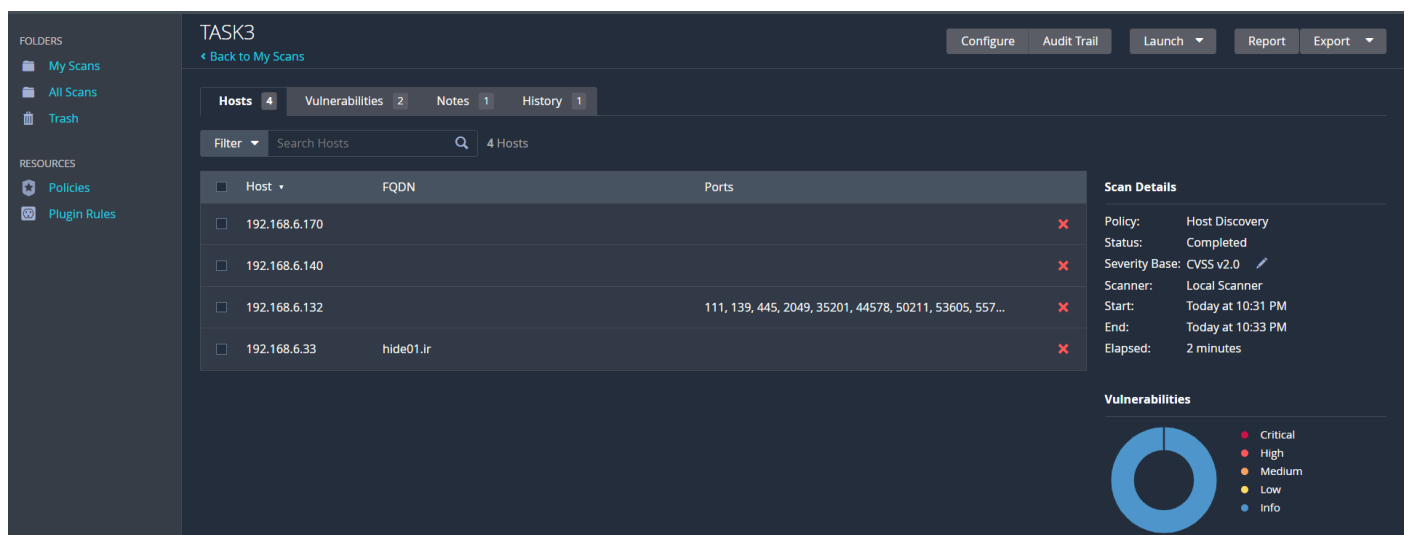 FOLDERS
My Scans
All Scans
Trash
RESOURCES
Policies
Plugin Rules
TASK3
Back to My Scans
Configure Audit Trail Launch Report Export
Hosts 4 Vulnerabilities 2 Notes 1 History 1
Filter Search Hosts 4 Hosts
Host FQDN Ports
192.168.6.170
192.168.6.140
192.168.6.132 111, 139, 445, 2049, 35201, 44578, 50211, 53605, 557...
192.168.6.33 hide01.ir
Scan Details
Policy: Host Discovery
Status: Completed
Severity Base: CVSS v2.0
Scanner: Local Scanner
Start: Today at 10:31 PM
End: Today at 10:33 PM
Elapsed: 2 minutes
Vulnerabilities
Critical
High
Medium
Low
Info